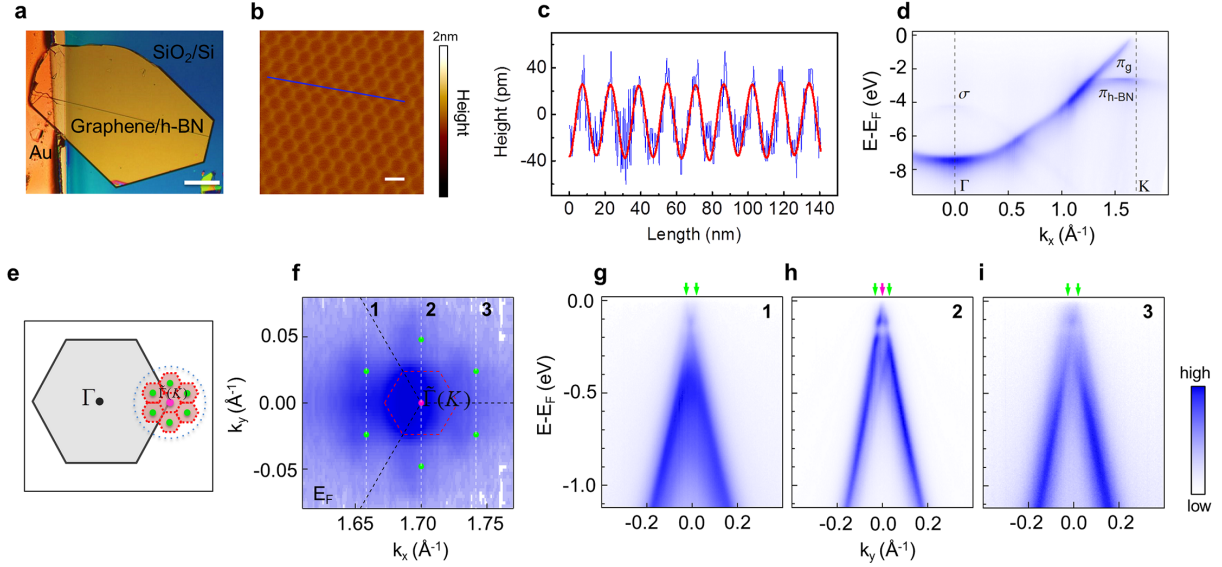 a
SiO2/Si
Graphene/h-BN
Au
b
2nm
Height
0
c
Height (pm)
40
0
-40
0 20 40 60 80 100 120 140
Length (nm)
d
E-EF (eV)
0
-2
-4
-6
-8
σ
πg
πh-BN
Γ
K
0.0 0.5 1.0 1.5
kx (Å-1)
e
Γ
Γ̃(K)
f
1 2 3
ky (Å-1)
0.05
0.00
-0.05
Γ̃(K)
EF
1.65 1.70 1.75
kx (Å-1)
g
1
E-EF (eV)
0.0
-0.5
-1.0
-0.2 0.0 0.2
h
2
-0.2 0.0 0.2
ky (Å-1)
i
3
-0.2 0.0 0.2
high
low